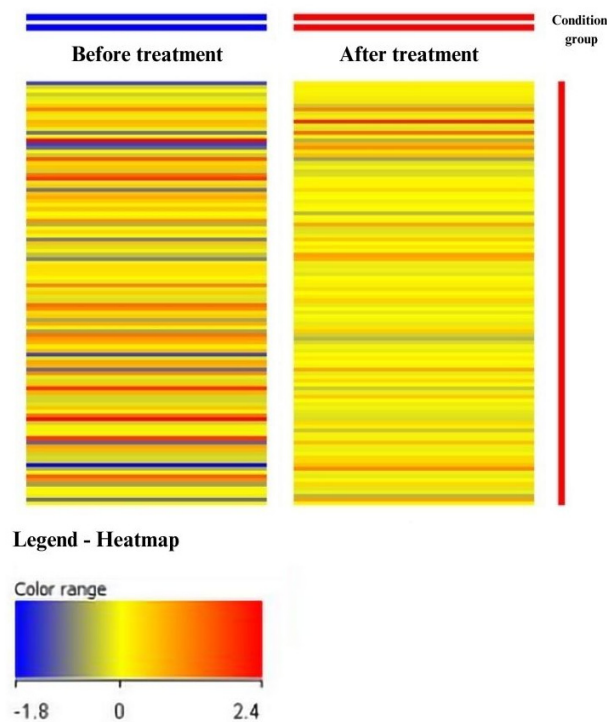 Condition
group
Before treatment
After treatment
Legend - Heatmap
Color range
-1.8 0 2.4